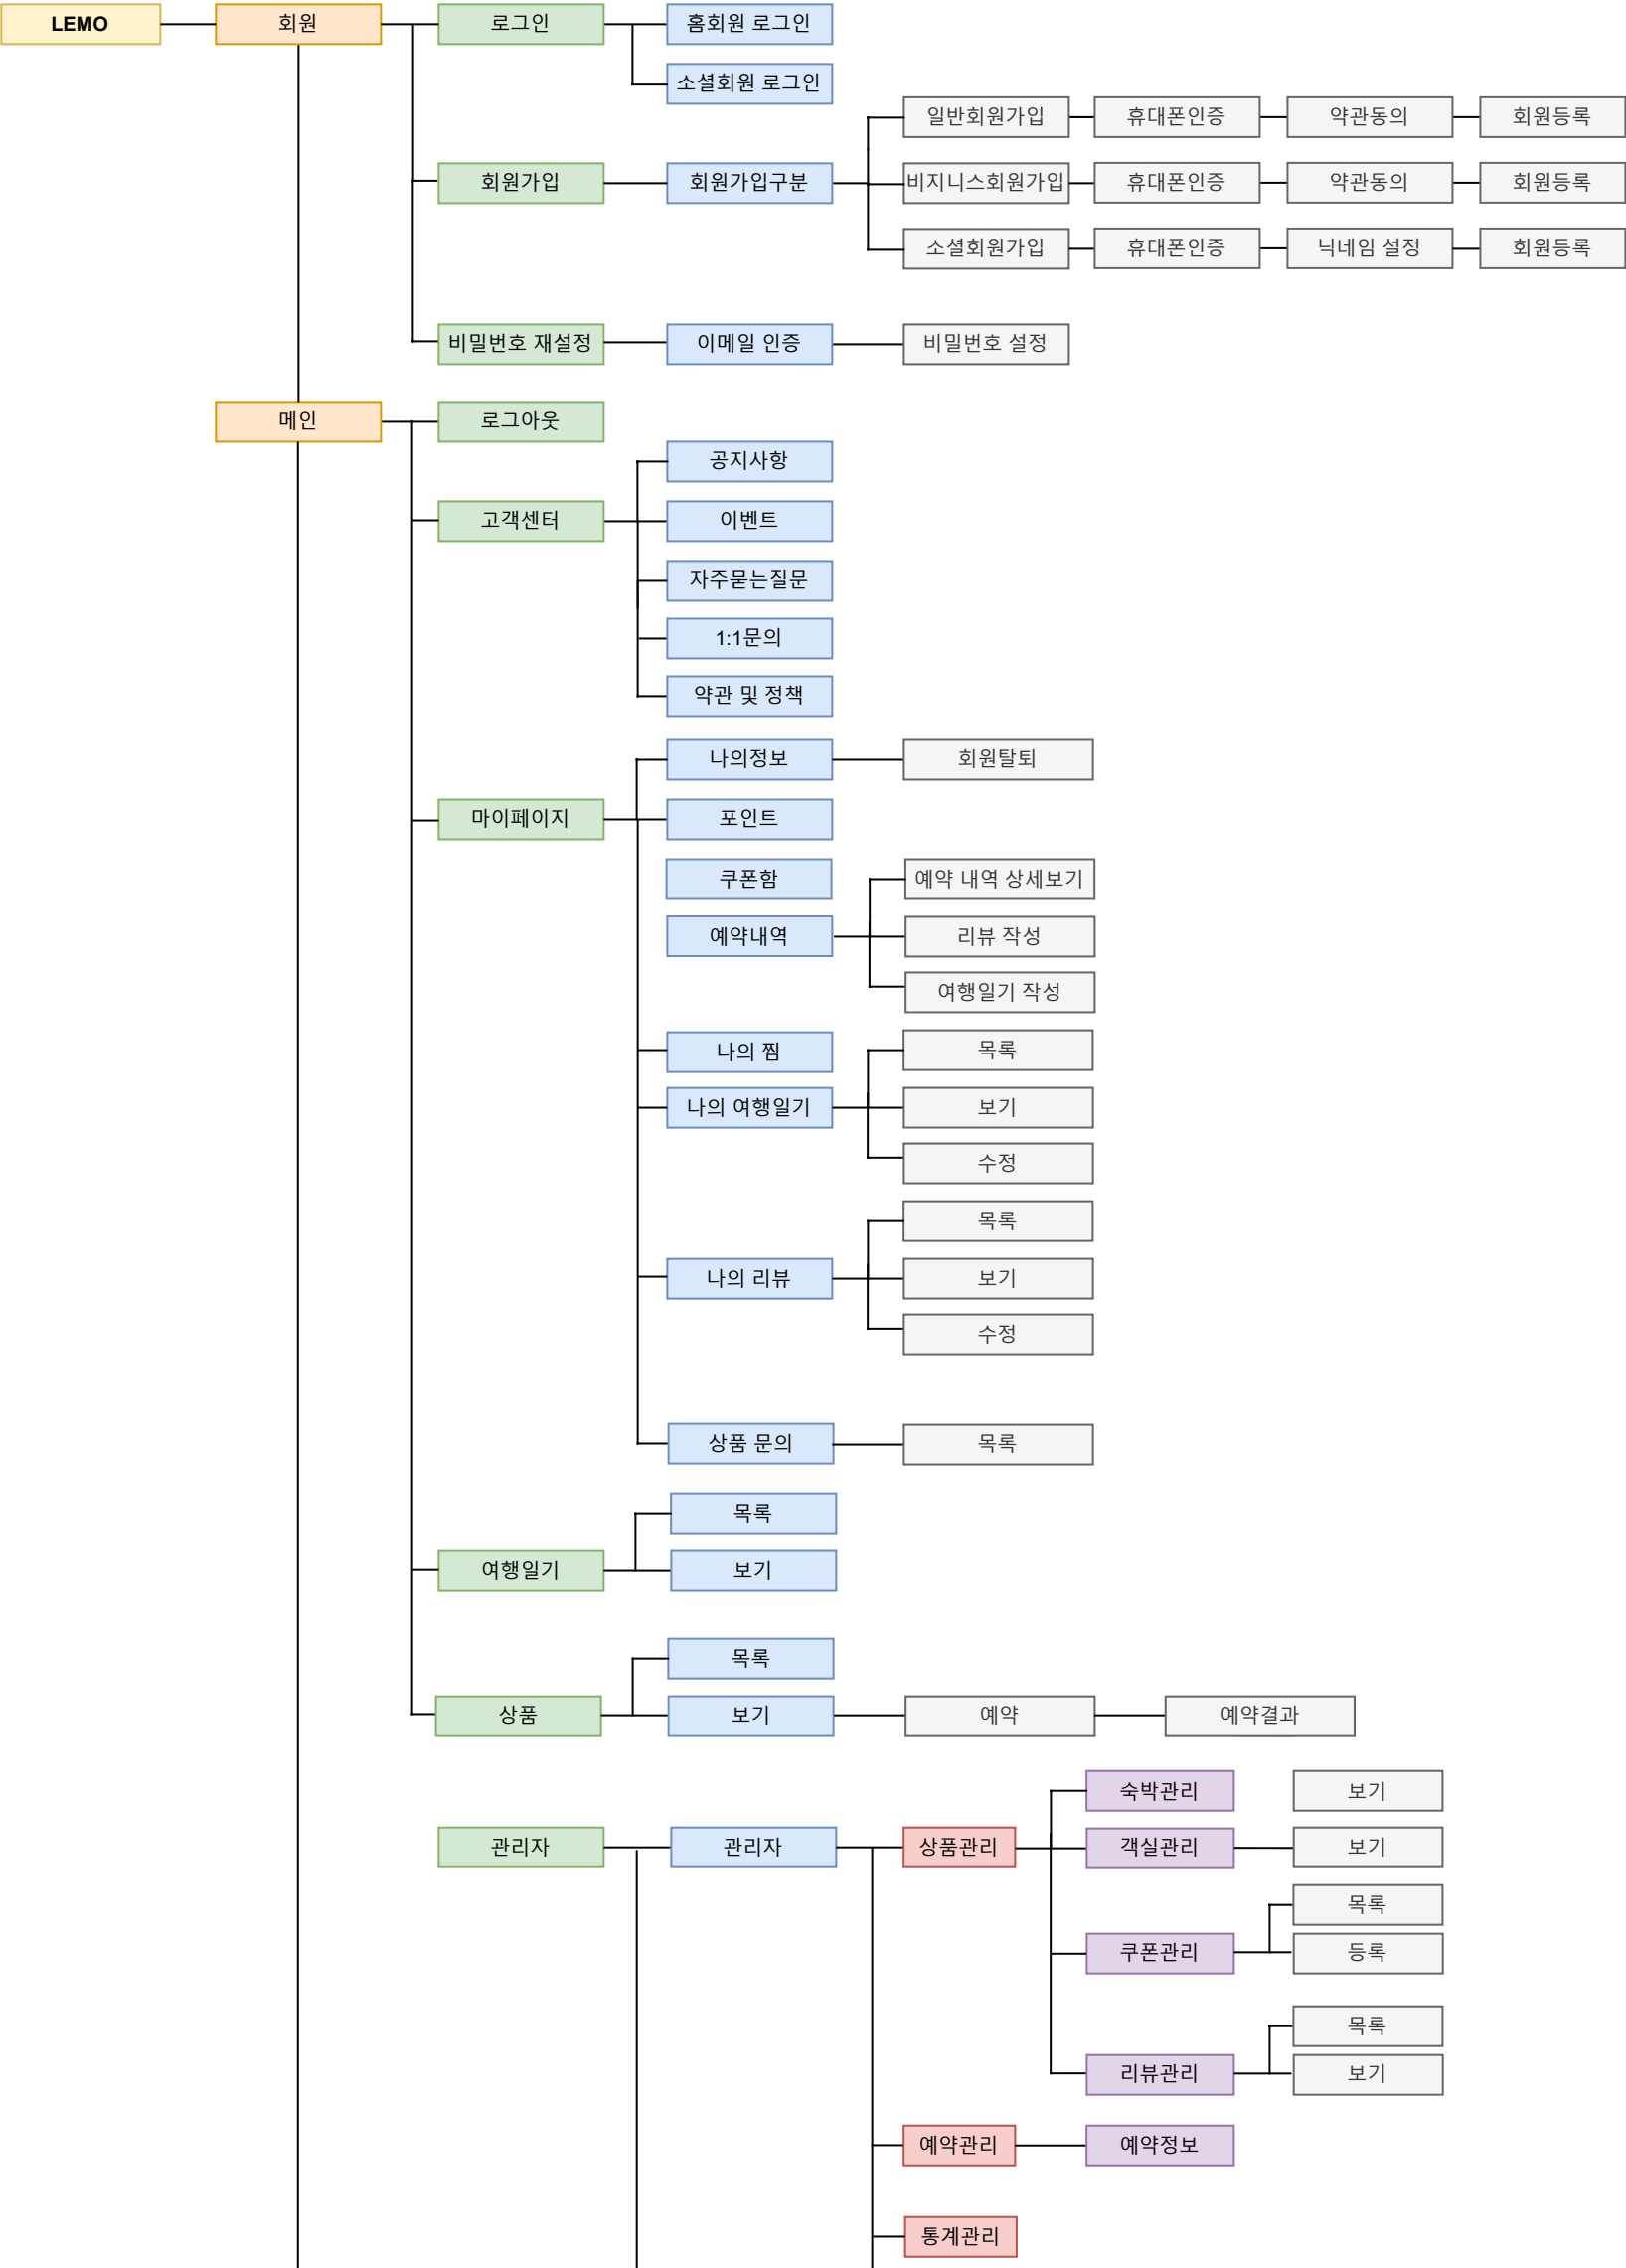 LEMO
회원
로그인
홈회원 로그인
소셜회원 로그인
일반회원가입
휴대폰인증
약관동의
회원등록
회원가입
회원가입구분
비지니스회원가입
휴대폰인증
약관동의
회원등록
소셜회원가입
휴대폰인증
닉네임 설정
회원등록
비밀번호 재설정
이메일 인증
비밀번호 설정
메인
로그아웃
공지사항
고객센터
이벤트
자주묻는질문
1:1문의
약관 및 정책
나의정보
회원탈퇴
마이페이지
포인트
쿠폰함
예약 내역 상세보기
예약내역
리뷰 작성
여행일기 작성
나의 찜
목록
나의 여행일기
보기
수정
목록
나의 리뷰
보기
수정
상품 문의
목록
목록
여행일기
보기
목록
상품
보기
예약
예약결과
숙박관리
보기
관리자
관리자
상품관리
객실관리
보기
목록
쿠폰관리
등록
목록
리뷰관리
보기
예약관리
예약정보
통계관리